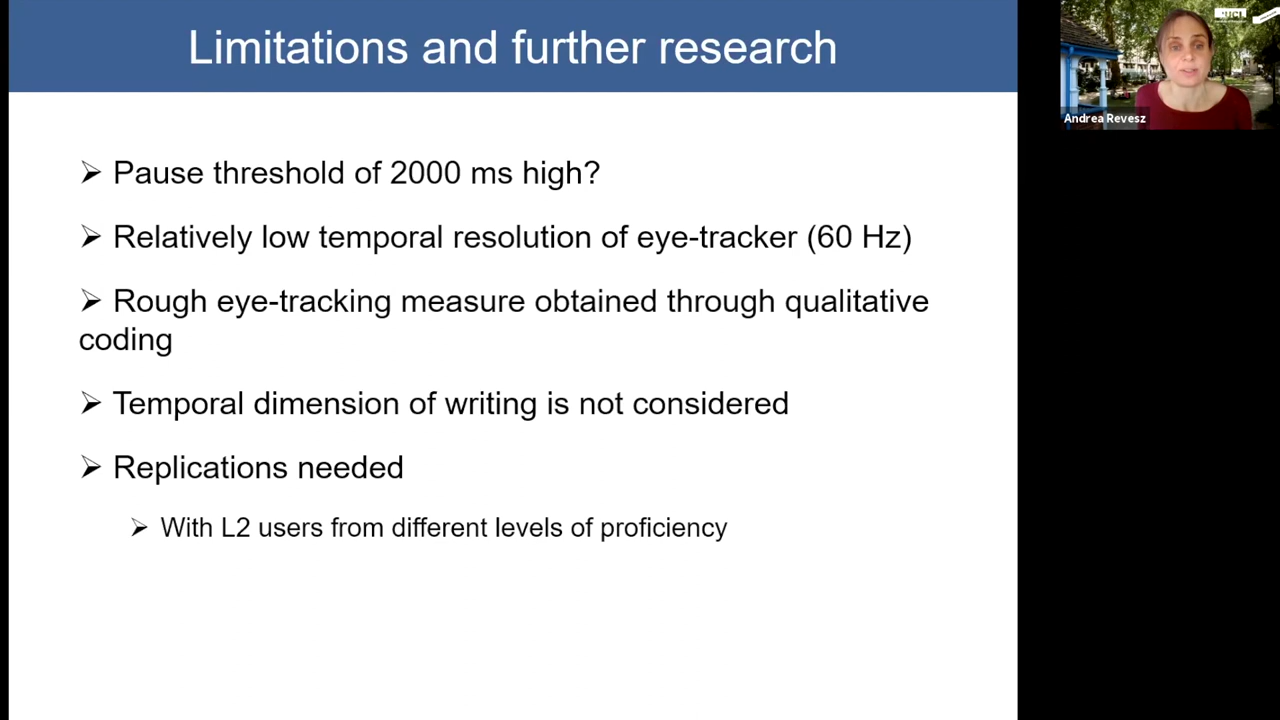 Limitations and further research
➢ Pause threshold of 2000 ms high?
➢ Relatively low temporal resolution of eye-tracker (60 Hz)
➢ Rough eye-tracking measure obtained through qualitative
coding
➢ Temporal dimension of writing is not considered
➢ Replications needed
➢ With L2 users from different levels of proficiency
Andrea Revesz